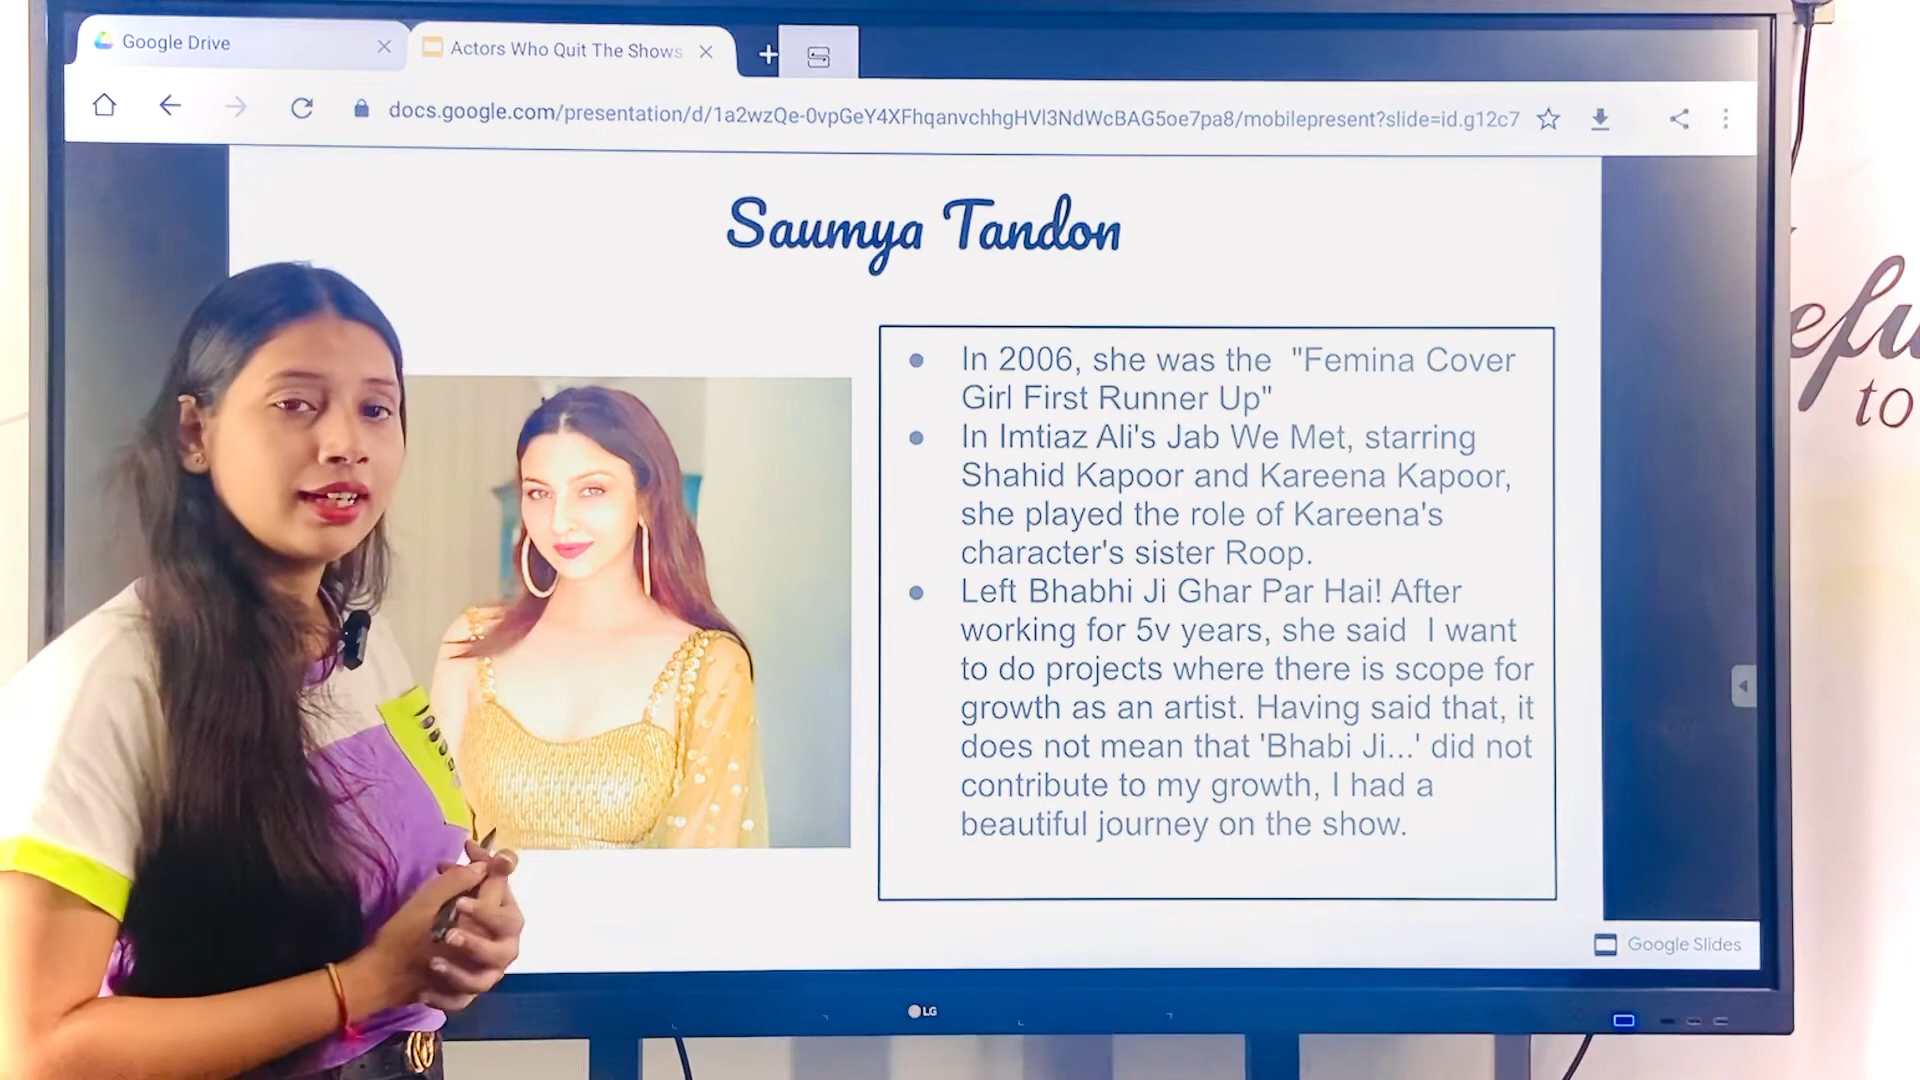 Google Drive
Actors Who Quit The Shows
docs.google.com/presentation/d/1a2wzQe-0vpGeY4XFhqanvchhgHVl3NdWcBAG5oe7pa8/mobilepresent?slide=id.g12c7
Saumya Tandon
● In 2006, she was the "Femina Cover
Girl First Runner Up"
● In Imtiaz Ali's Jab We Met, starring
Shahid Kapoor and Kareena Kapoor,
she played the role of Kareena's
character's sister Roop.
● Left Bhabhi Ji Ghar Par Hai! After
working for 5v years, she said I want
to do projects where there is scope for
growth as an artist. Having said that, it
does not mean that 'Bhabi Ji...' did not
contribute to my growth, I had a
beautiful journey on the show.
Google Slides
LG
to